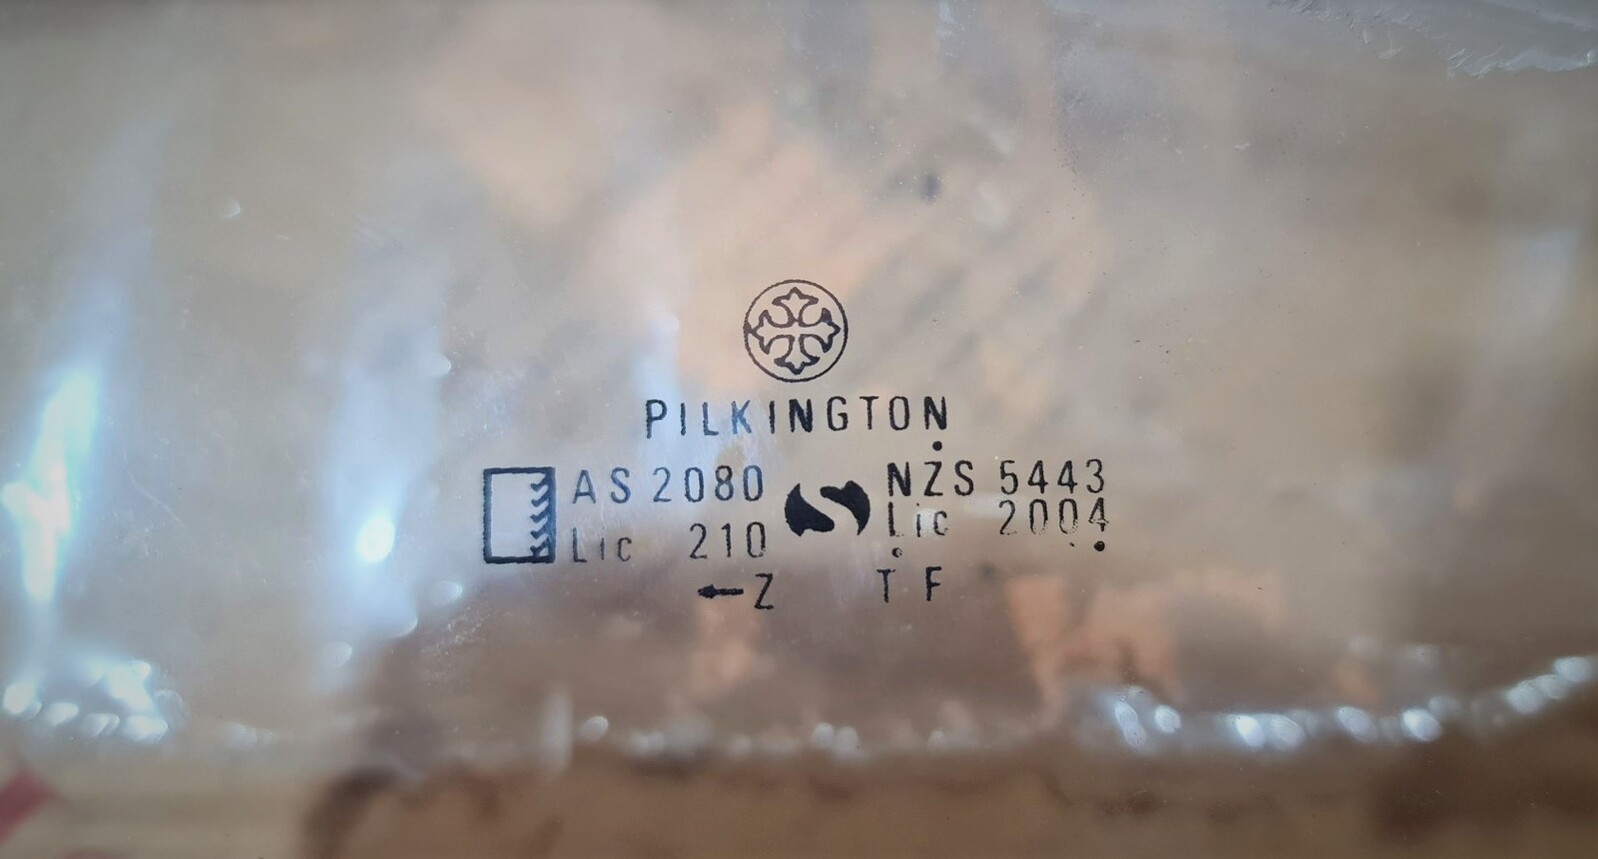 PILKINGTON
AS 2080 NZS 5443
Lic 210 Lic 2004
←Z T F